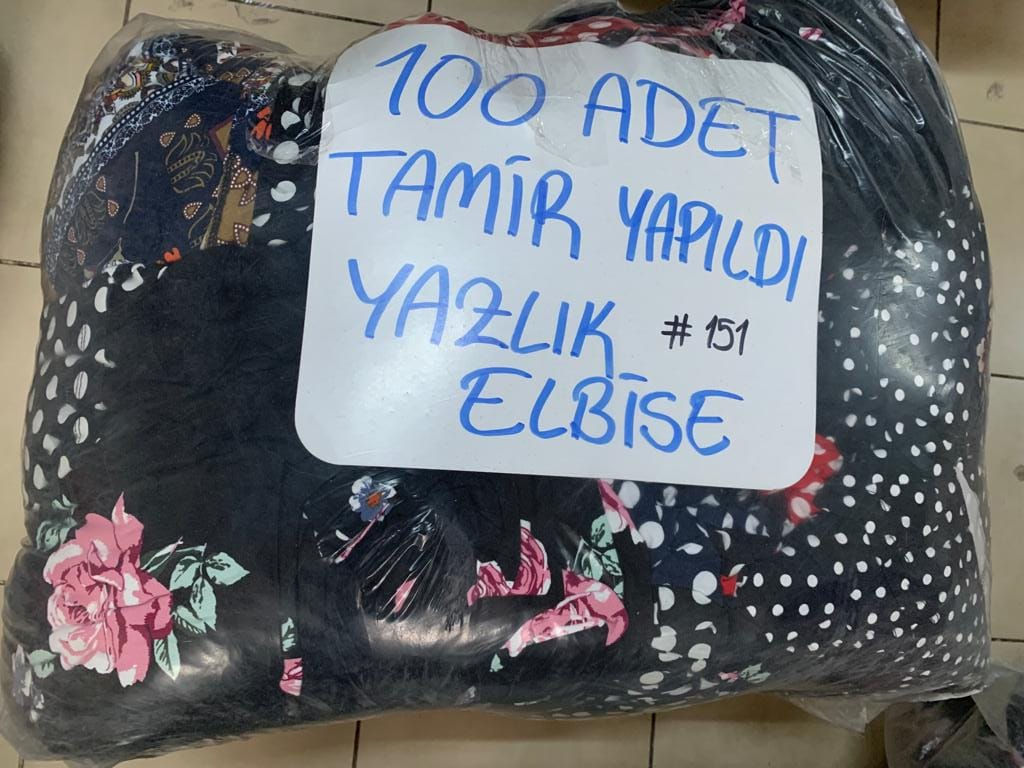 100 ADET
TAMİR YAPILDI
YAZLIK #151
ELBİSE